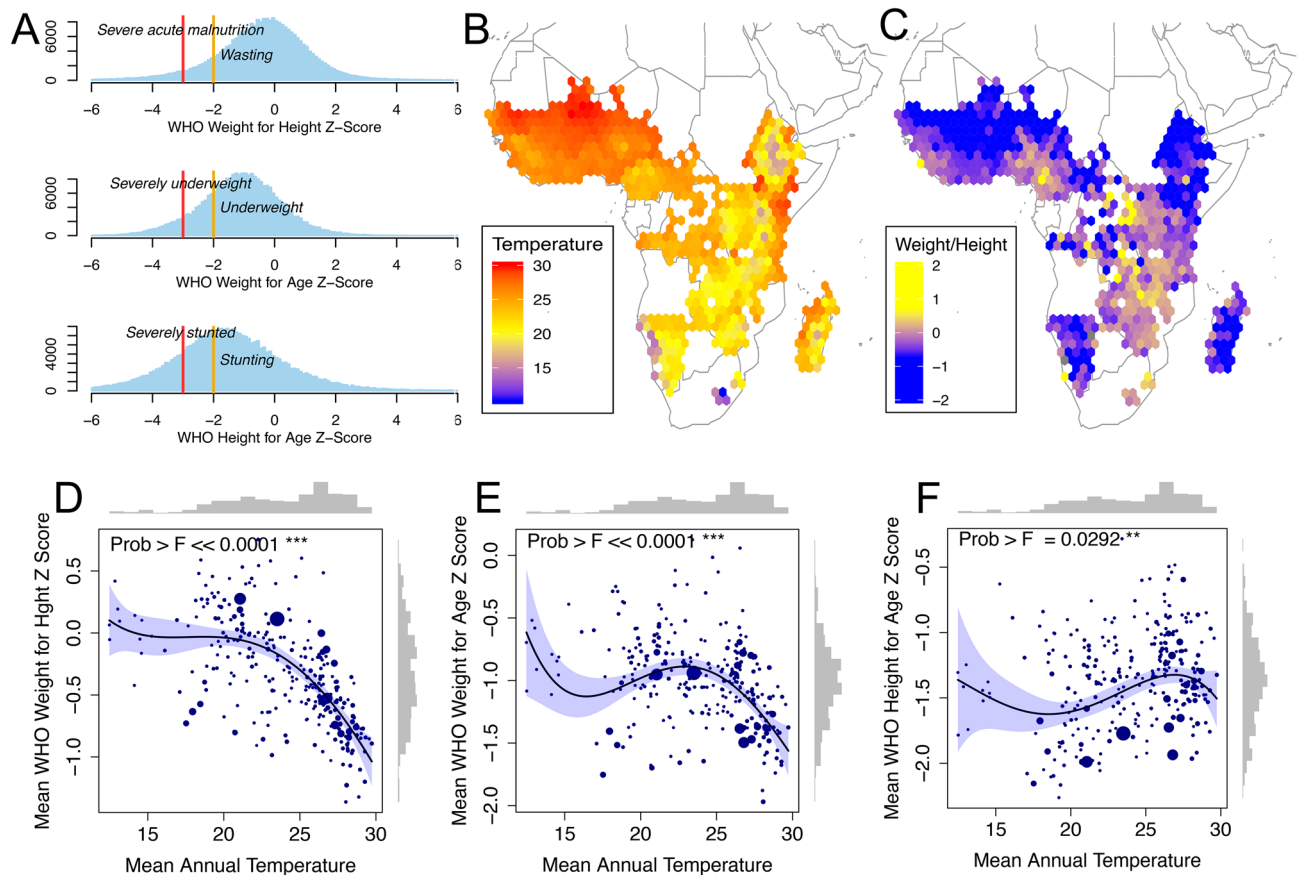 A
6000
0
Severe acute malnutrition
Wasting
−6 −4 −2 0 2 4 6
WHO Weight for Height Z−Score
6000
0
Severely underweight
Underweight
−6 −4 −2 0 2 4 6
WHO Weight for Age Z−Score
4000
0
Severely stunted
Stunting
−6 −4 −2 0 2 4 6
WHO Height for Age Z−Score
B
Temperature
30
25
20
15
C
Weight/Height
2
1
0
−1
−2
D
Prob > F << 0.0001 ***
Mean WHO Weight for Hght Z Score
0.5
0.0
−0.5
−1.0
15 20 25 30
Mean Annual Temperature
E
Prob > F << 0.0001 ***
Mean WHO Weight for Age Z Score
0.0
−0.5
−1.0
−1.5
−2.0
15 20 25 30
Mean Annual Temperature
F
Prob > F = 0.0292 **
Mean WHO Height for Age Z Score
−0.5
−1.0
−1.5
−2.0
15 20 25 30
Mean Annual Temperature